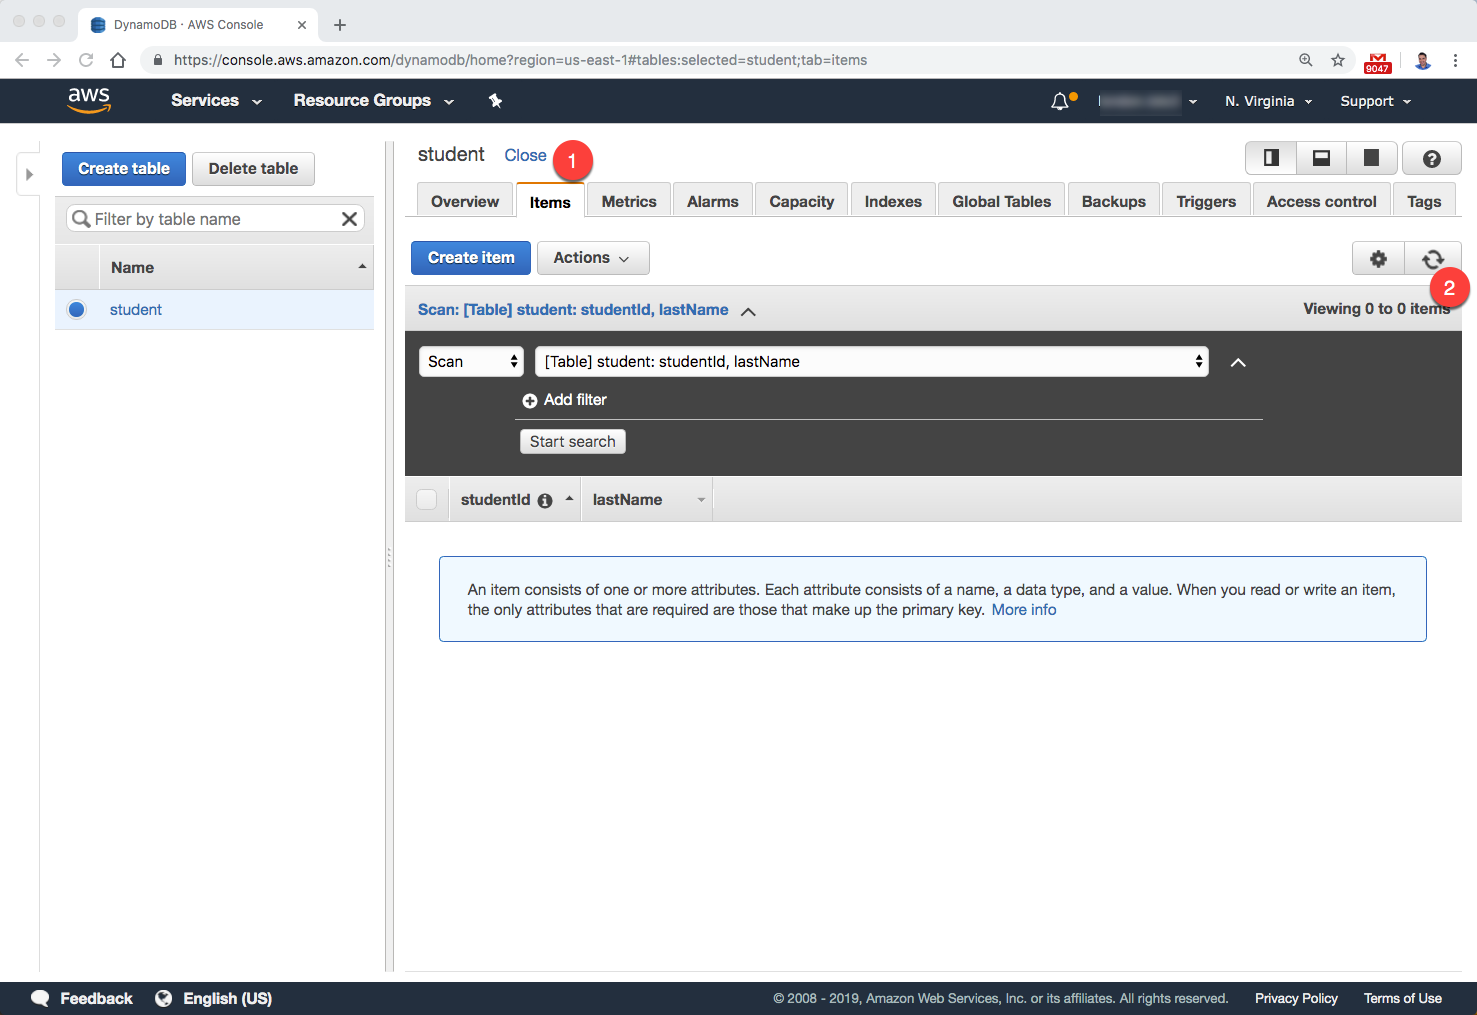 DynamoDB · AWS Console
https://console.aws.amazon.com/dynamodb/home?region=us-east-1#tables:selected=student;tab=items
9047
aws
Services
Resource Groups
N. Virginia
Support
Create table
Delete table
Filter by table name
Name
student
student
Close
1
Overview
Items
Metrics
Alarms
Capacity
Indexes
Global Tables
Backups
Triggers
Access control
Tags
Create item
Actions
2
Scan: [Table] student: studentId, lastName
Viewing 0 to 0 items
Scan
[Table] student: studentId, lastName
Add filter
Start search
studentId
lastName
An item consists of one or more attributes. Each attribute consists of a name, a data type, and a value. When you read or write an item,
the only attributes that are required are those that make up the primary key. More info
Feedback
English (US)
© 2008 - 2019, Amazon Web Services, Inc. or its affiliates. All rights reserved.
Privacy Policy
Terms of Use